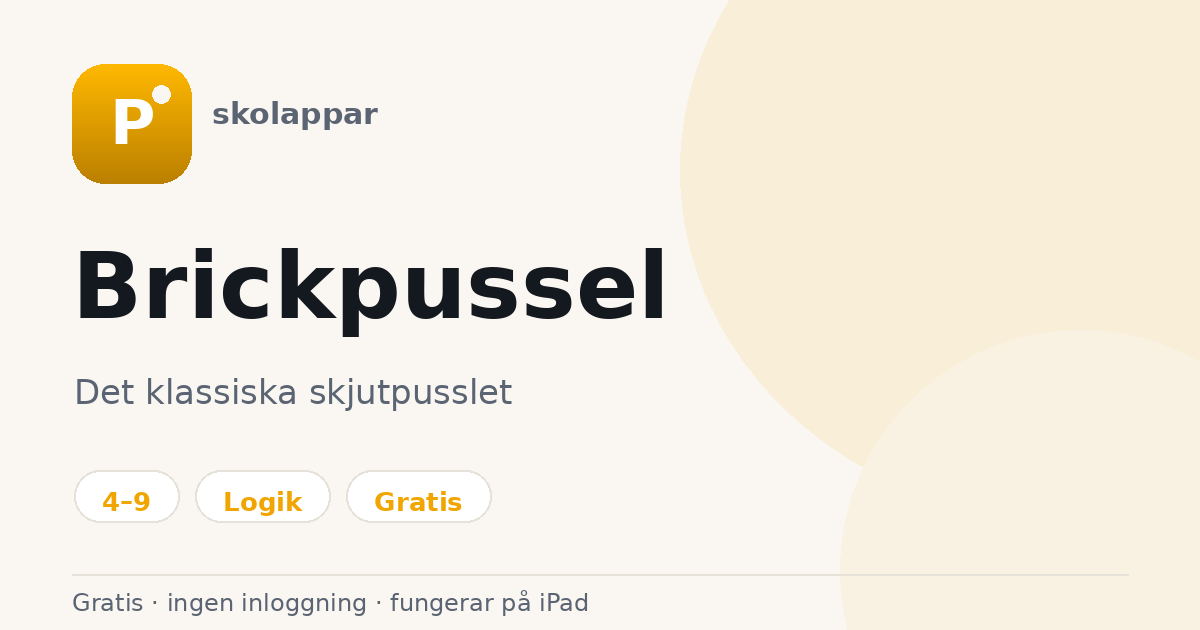 P
skolappar
Brickpussel
Det klassiska skjutpusslet
4–9 Logik Gratis
Gratis · ingen inloggning · fungerar på iPad